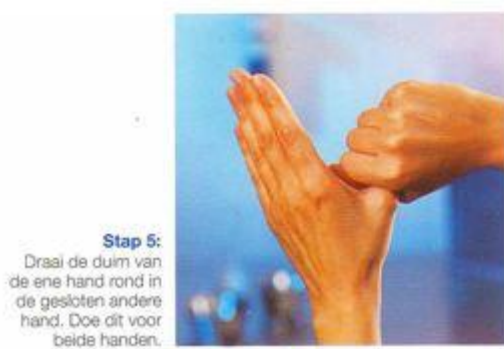 Stap 5:
Draai de duim van
de ene hand rond in
de gesloten andere
hand. Doe dit voor
beide handen.